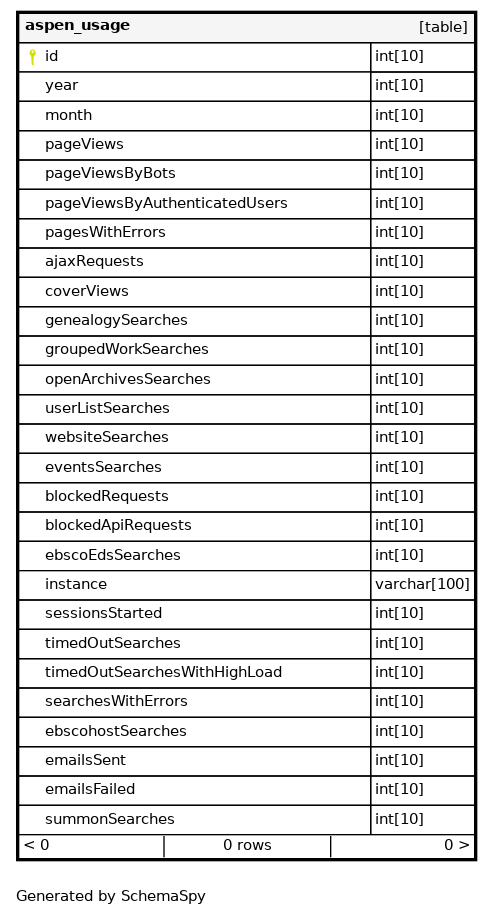 aspen_usage [table]
id int[10]
year int[10]
month int[10]
pageViews int[10]
pageViewsByBots int[10]
pageViewsByAuthenticatedUsers int[10]
pagesWithErrors int[10]
ajaxRequests int[10]
coverViews int[10]
genealogySearches int[10]
groupedWorkSearches int[10]
openArchivesSearches int[10]
userListSearches int[10]
websiteSearches int[10]
eventsSearches int[10]
blockedRequests int[10]
blockedApiRequests int[10]
ebscoEdsSearches int[10]
instance varchar[100]
sessionsStarted int[10]
timedOutSearches int[10]
timedOutSearchesWithHighLoad int[10]
searchesWithErrors int[10]
ebscohostSearches int[10]
emailsSent int[10]
emailsFailed int[10]
summonSearches int[10]
< 0 0 rows 0 >
Generated by SchemaSpy